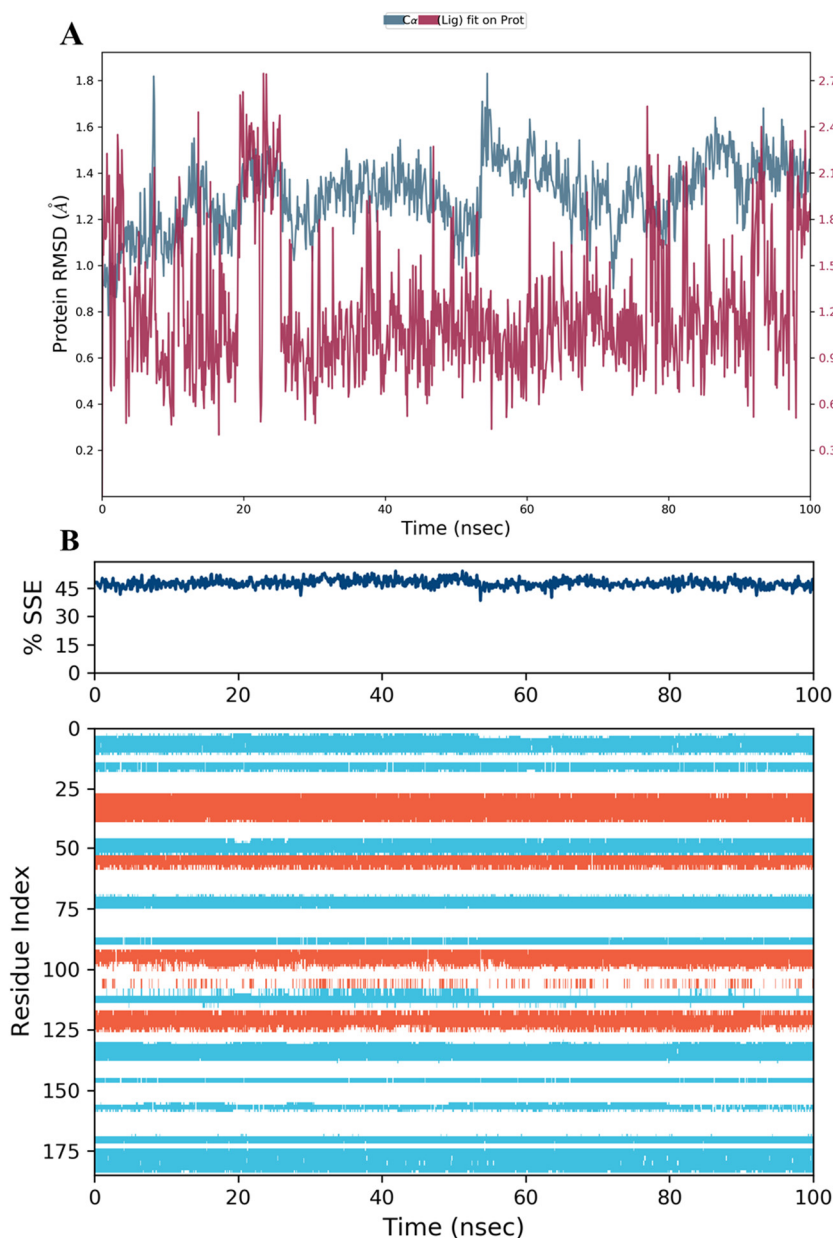 A
Cα (Lig) fit on Prot
Protein RMSD (Å)
1.8
1.6
1.4
1.2
1.0
0.8
0.6
0.4
0.2
2.7
2.4
2.1
1.8
1.5
1.2
0.9
0.6
0.3
0 20 40 60 80 100
Time (nsec)
B
% SSE
45
30
15
0
0 20 40 60 80 100
Residue Index
0
25
50
75
100
125
150
175
0 20 40 60 80 100
Time (nsec)